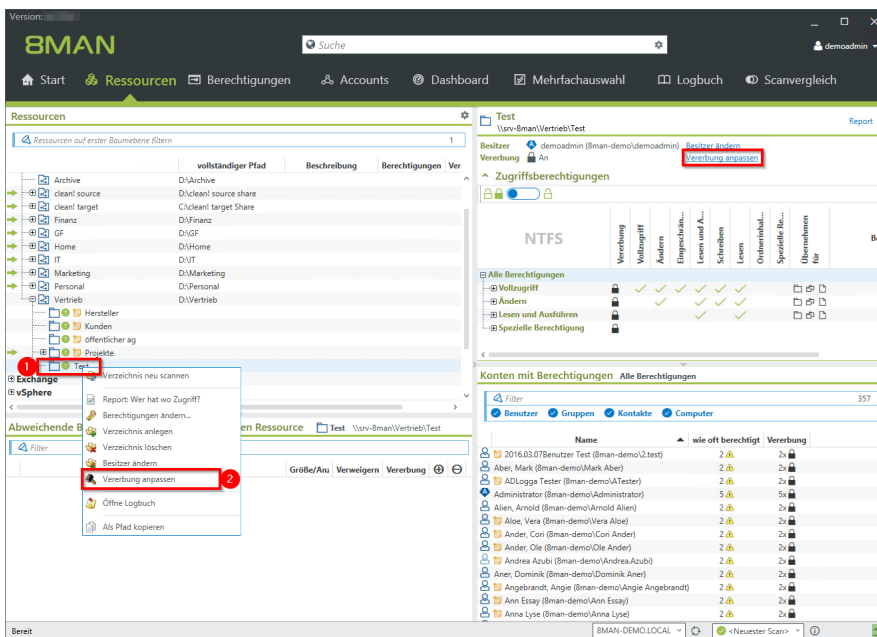 Version:
8MAN
Suche
demoadmin
Start Ressourcen Berechtigungen Accounts Dashboard Mehrfachauswahl Logbuch Scanvergleich
Ressourcen
Ressourcen auf erster Baumebene filtern 1
vollständiger Pfad Beschreibung Berechtigungen Ver
Archive D:\Archive
clean! source D:\clean! source share
clean! target C:\clean! target Share
Finanz D:\Finanz
GF D:\GF
Home D:\Home
IT D:\IT
Marketing D:\Marketing
Personal D:\Personal
Vertrieb D:\Vertrieb
Hersteller
Kunden
öffentlicher ag
Projekte
1 Test
Exchange
vSphere
Verzeichnis neu scannen
Report: Wer hat wo Zugriff?
Berechtigungen ändern...
Verzeichnis anlegen
Verzeichnis löschen
Besitzer ändern
Vererbung anpassen 2
Öffne Logbuch
Als Pfad kopieren
Abweichende B en Ressource Test \\srv-8man\Vertrieb\Test
Filter
Größe/Anz Verweigern Vererbung
Test
\\srv-8man\Vertrieb\Test
Report
Besitzer demoadmin (8man-demo\demoadmin) Besitzer ändern
Vererbung An Vererbung anpassen
Zugriffsberechtigungen
NTFS Vererbung Vollzugriff Ändern Eingeschrän... Lesen und A... Schreiben Lesen Ordnerinhal... Spezielle Re... Übernehmen für Be
Alle Berechtigungen
Vollzugriff
Ändern
Lesen und Ausführen
Spezielle Berechtigung
Konten mit Berechtigungen Alle Berechtigungen
Filter 357
Benutzer Gruppen Kontakte Computer
Name wie oft berechtigt Vererbung
2016.03.07Benutzer Test (8man-demo\2.test) 2 2x
Aber, Mark (8man-demo\Mark Aber) 2 2x
ADLogga Tester (8man-demo\ATester) 2 2x
Administrator (8man-demo\Administrator) 5 5x
Alien, Arnold (8man-demo\Arnold Alien) 2 2x
Aloe, Vera (8man-demo\Vera Aloe) 2 2x
Ander, Cori (8man-demo\Cori Ander) 2 2x
Ander, Ole (8man-demo\Ole Ander) 2 2x
Andrea Azubi (8man-demo\Andrea.Azubi) 2 2x
Aner, Dominik (8man-demo\Dominik Aner) 2 2x
Angebrandt, Angie (8man-demo\Angie Angebrandt) 2 2x
Ann Essay (8man-demo\Ann Essay) 2 2x
Anna Lyse (8man-demo\Anna Lyse) 2 2x
Bereit
8MAN-DEMO.LOCAL <Neuester Scan>